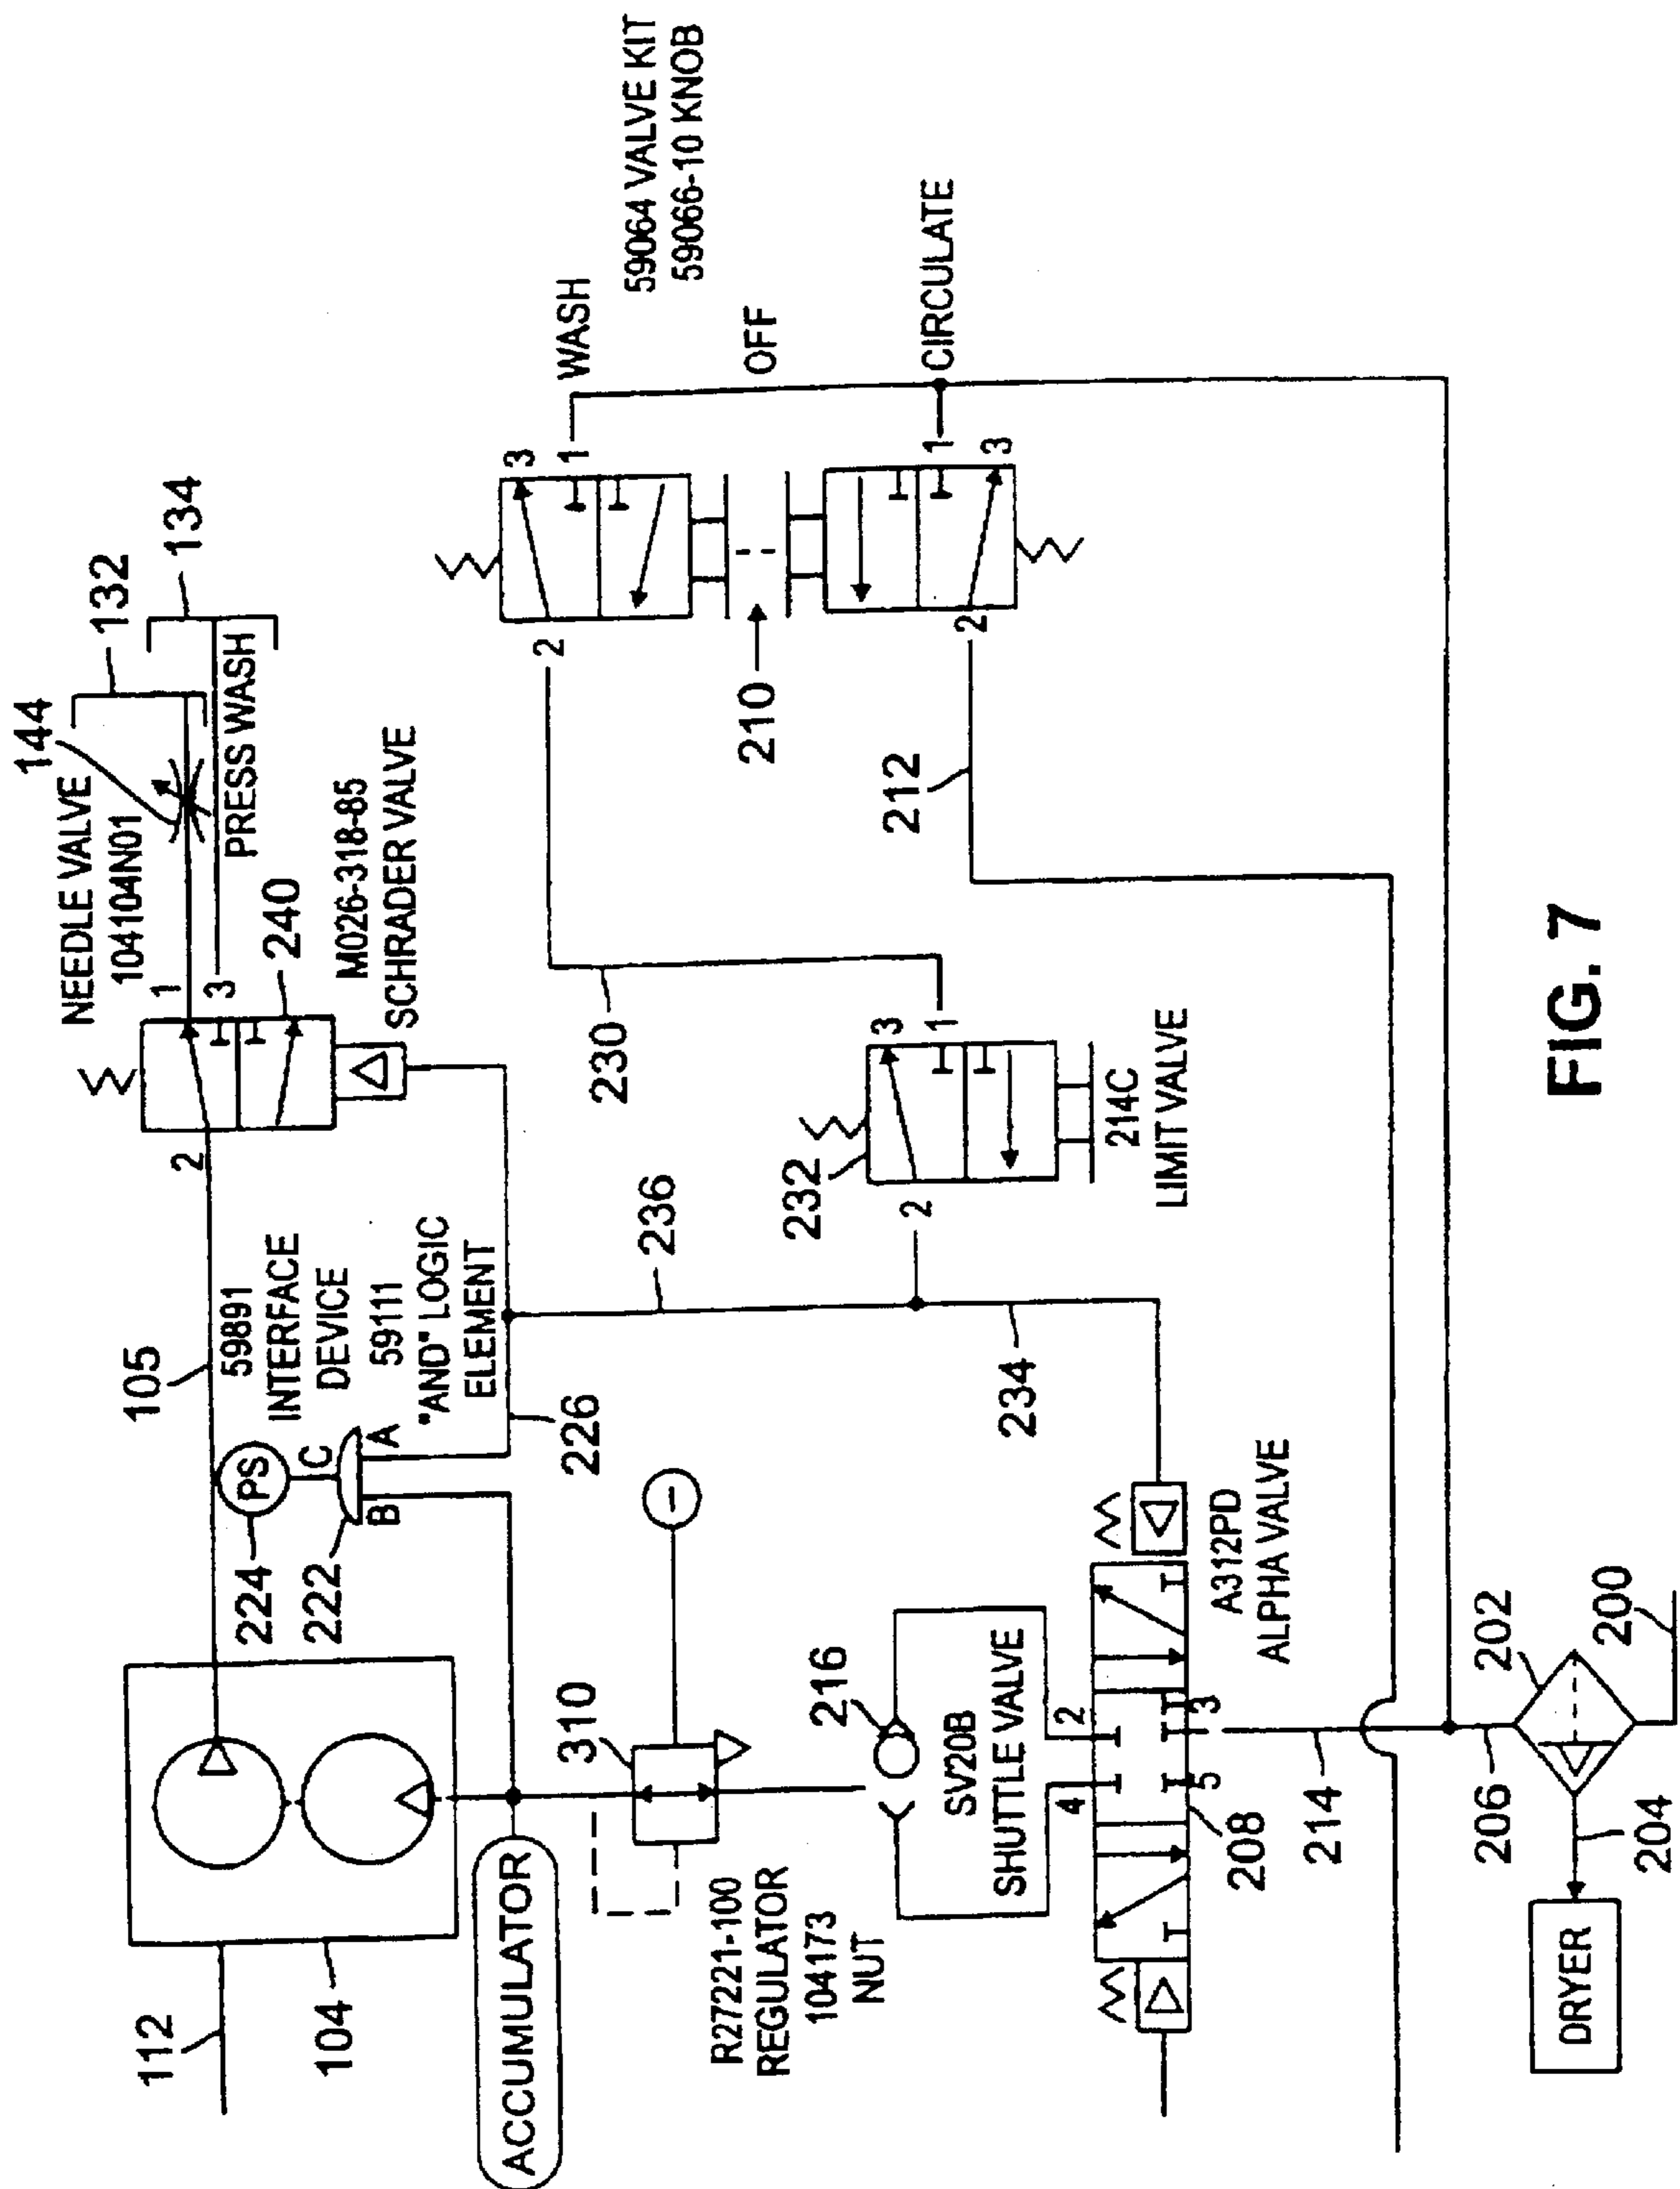 112
104
ACCUMULATOR
R27221-100
REGULATOR
104173
NUT
310
224
222
PS
C
B
A
105
59891
INTERFACE
DEVICE
59111
"AND" LOGIC
ELEMENT
226
2
1
3
NEEDLE VALVE
104104N01
144
132
134
PRESS WASH
240
M026-318-85
SCHRADER VALVE
236
230
232
2
3
1
214C
LIMIT VALVE
234
2
3
1
WASH
59064 VALVE KIT
59066-10 KNOB
OFF
210
CIRCULATE
1
3
2
212
216
SV20B
SHUTTLE VALVE
4
2
5
3
208
A312PD
ALPHA VALVE
214
206
202
200
204
DRYER
FIG. 7